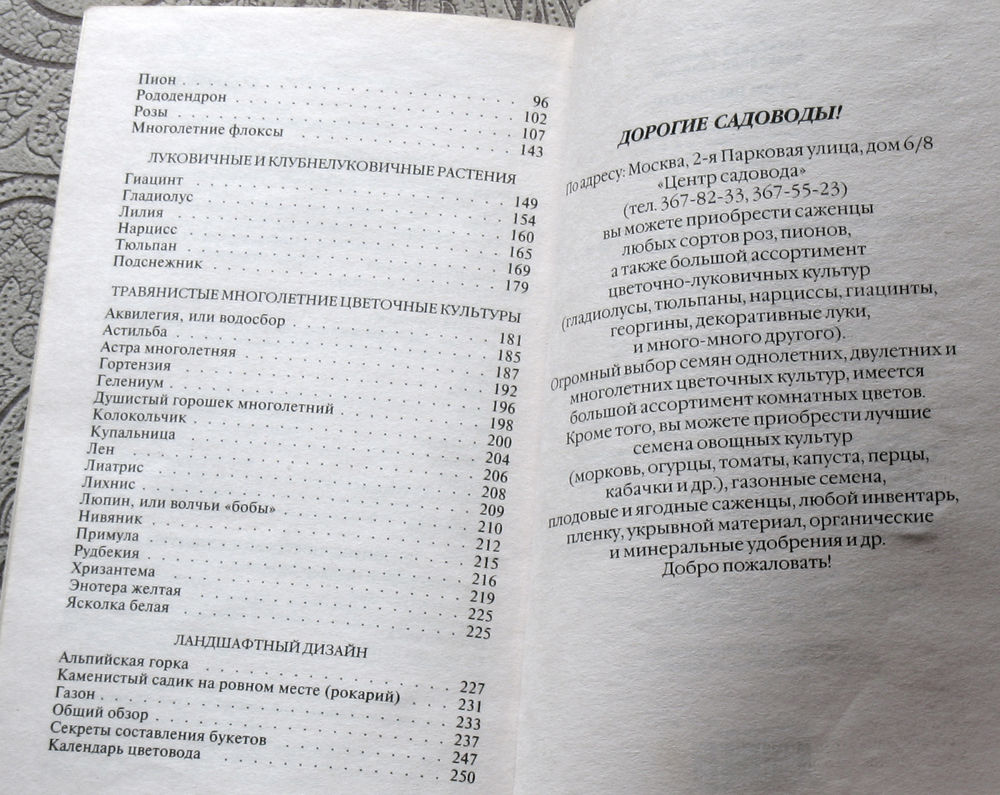 Пион . . . . . . . . . . . . . . . . . . . . 96
Рододендрон . . . . . . . . . . . . . . . . . . . . 102
Розы . . . . . . . . . . . . . . . . . . . . 107
Многолетние флоксы . . . . . . . . . . . . . . . . . . . . 143
ЛУКОВИЧНЫЕ И КЛУБНЕЛУКОВИЧНЫЕ РАСТЕНИЯ
Гиацинт . . . . . . . . . . . . . . . . . . . . 149
Гладиолус . . . . . . . . . . . . . . . . . . . . 154
Лилия . . . . . . . . . . . . . . . . . . . . 160
Нарцисс . . . . . . . . . . . . . . . . . . . . 165
Тюльпан . . . . . . . . . . . . . . . . . . . . 169
Подснежник . . . . . . . . . . . . . . . . . . . . 179
ТРАВЯНИСТЫЕ МНОГОЛЕТНИЕ ЦВЕТОЧНЫЕ КУЛЬТУРЫ
Аквилегия, или водосбор . . . . . . . . . . . . . . . . 181
Астильба . . . . . . . . . . . . . . . . . . . . 185
Астра многолетняя . . . . . . . . . . . . . . . . . . . . 187
Гортензия . . . . . . . . . . . . . . . . . . . . 192
Гелениум . . . . . . . . . . . . . . . . . . . . 196
Душистый горошек многолетний . . . . . . . . . . . . 198
Колокольчик . . . . . . . . . . . . . . . . . . . . 200
Купальница . . . . . . . . . . . . . . . . . . . . 204
Лен . . . . . . . . . . . . . . . . . . . . 206
Лиатрис . . . . . . . . . . . . . . . . . . . . 208
Лихнис . . . . . . . . . . . . . . . . . . . . 209
Люпин, или волчьи «бобы» . . . . . . . . . . . . . . . . 210
Нивяник . . . . . . . . . . . . . . . . . . . . 212
Примула . . . . . . . . . . . . . . . . . . . . 215
Рудбекия . . . . . . . . . . . . . . . . . . . . 216
Хризантема . . . . . . . . . . . . . . . . . . . . 219
Энотера желтая . . . . . . . . . . . . . . . . . . . . 225
Ясколка белая . . . . . . . . . . . . . . . . . . . . 225
ЛАНДШАФТНЫЙ ДИЗАЙН
Альпийская горка . . . . . . . . . . . . . . . . . . . . 227
Каменистый садик на ровном месте (рокарий) . . . . . 231
Газон . . . . . . . . . . . . . . . . . . . . 233
Общий обзор . . . . . . . . . . . . . . . . . . . . 237
Секреты составления букетов . . . . . . . . . . . . . . 247
Календарь цветовода . . . . . . . . . . . . . . . . . . 250
ДОРОГИЕ САДОВОДЫ!
По адресу: Москва, 2-я Парковая улица, дом 6/8
«Центр садовода»
(тел. 367-82-33, 367-55-23)
вы можете приобрести саженцы
любых сортов роз, пионов,
а также большой ассортимент
цветочно-луковичных культур
(гладиолусы, тюльпаны, нарциссы, гиацинты,
георгины, декоративные луки,
и много-много другого).
Огромный выбор семян однолетних, двулетних и
многолетних цветочных культур, имеется
большой ассортимент комнатных цветов.
Кроме того, вы можете приобрести лучшие
семена овощных культур
(морковь, огурцы, томаты, капуста, перцы,
кабачки и др.), газонные семена,
плодовые и ягодные саженцы, любой инвентарь,
пленку, укрывной материал, органические
и минеральные удобрения и др.
Добро пожаловать!